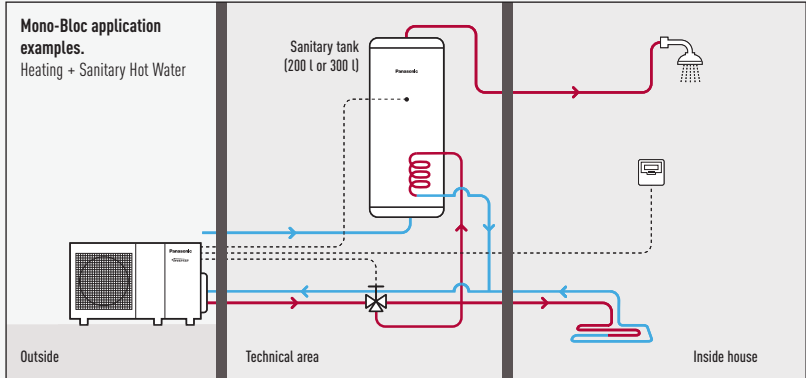 Mono-Bloc application
examples.
Heating + Sanitary Hot Water
Sanitary tank
(200 l or 300 l)
Panasonic
Panasonic
Outside
Technical area
Inside house